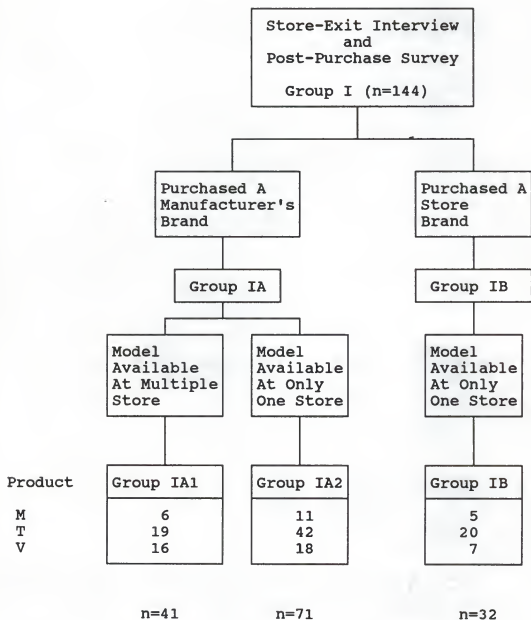 Store-Exit Interview
and
Post-Purchase Survey
Group I (n=144)
Purchased A
Manufacturer's
Brand
Purchased A
Store
Brand
Group IA
Group IB
Model
Available
At Multiple
Store
Model
Available
At Only
One Store
Model
Available
At Only
One Store
Product Group IA1 Group IA2 Group IB
M 6 11 5
T 19 42 20
V 16 18 7
n=41 n=71 n=32